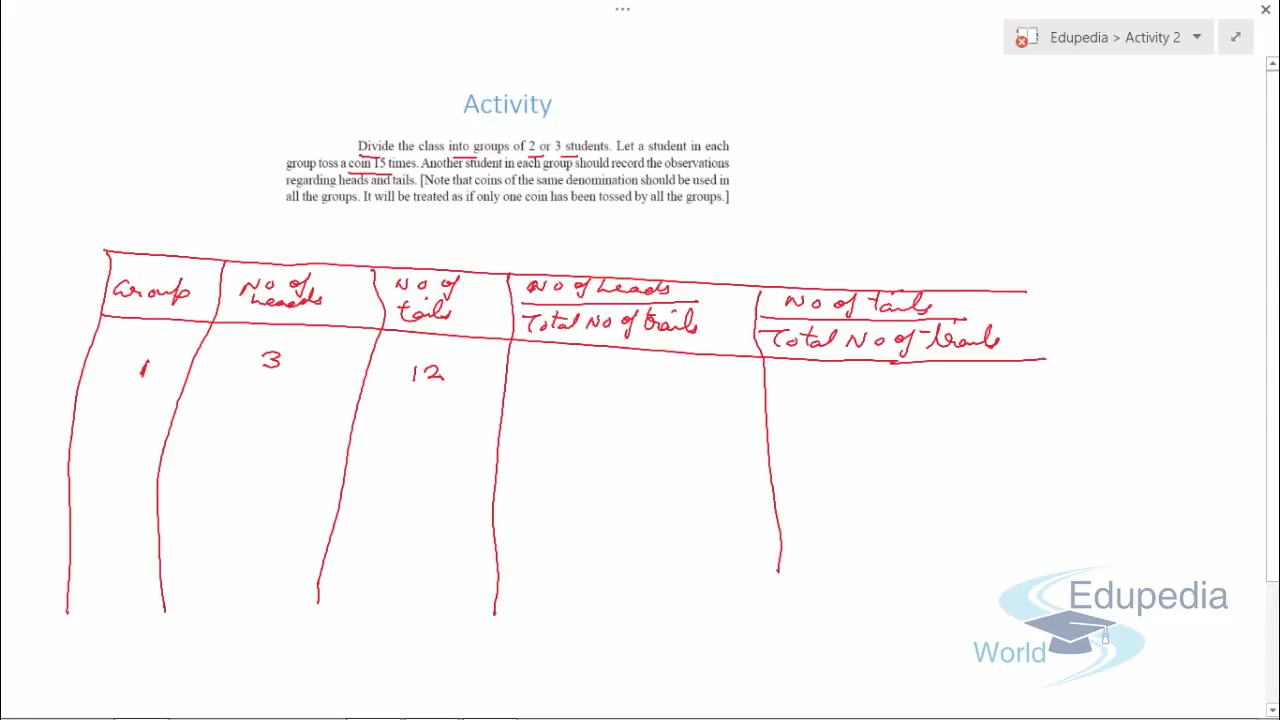 Edupedia > Activity 2
Activity
Divide the class into groups of 2 or 3 students. Let a student in each
group toss a coin 15 times. Another student in each group should record the observations
regarding heads and tails. [Note that coins of the same denomination should be used in
all the groups. It will be treated as if only one coin has been tossed by all the groups.]
Group
No of
heads
No of
tails
No of heads
Total No of trails
No of tails
Total No of trails
1 3 12
Edupedia
World